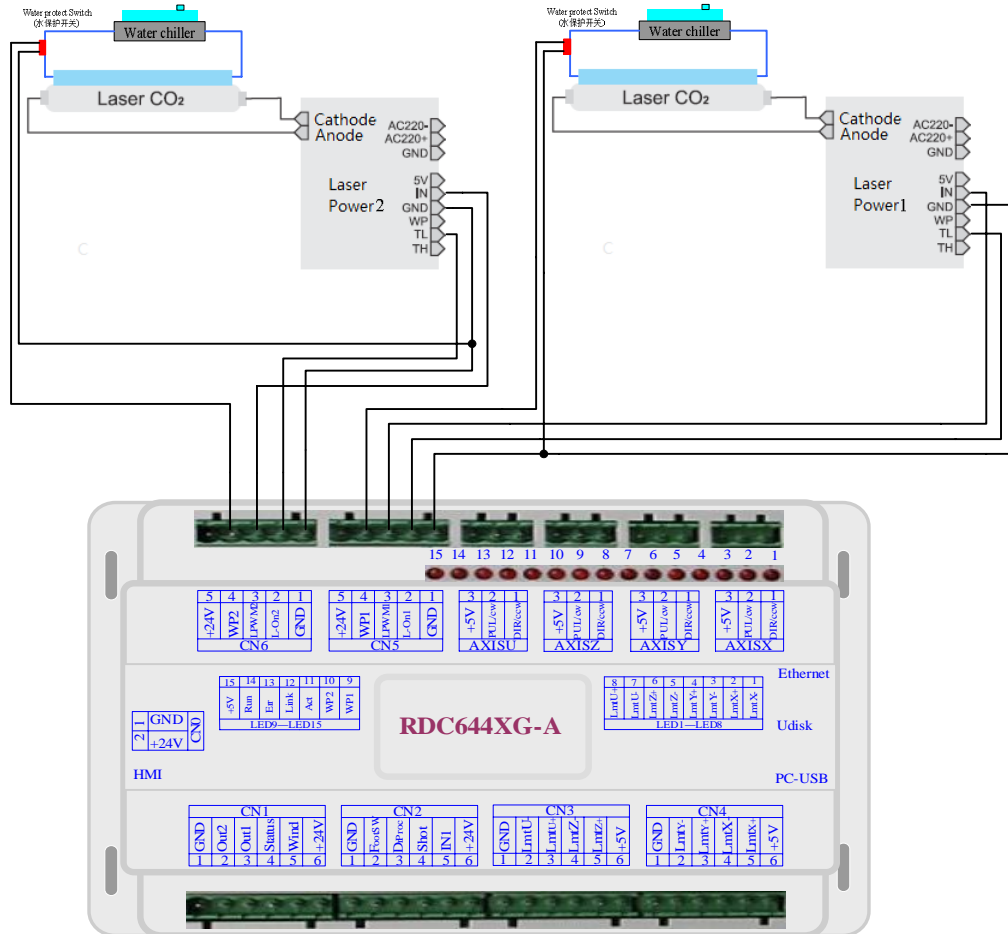 Water protect Switch
(水保护开关)
Water chiller
Laser CO₂
Cathode
Anode
AC220-
AC220+
GND
5V
IN
GND
WP
TL
TH
Laser
Power2
C
Water protect Switch
(水保护开关)
Water chiller
Laser CO₂
Cathode
Anode
AC220-
AC220+
GND
5V
IN
GND
WP
TL
TH
Laser
Power1
C
15 14 13 12 11 10 9 8 7 6 5 4 3 2 1
5 4 3 2 1
+24V WP2 LPWM2 L-On2 GND
CN6
5 4 3 2 1
+24V WP1 LPWM1 L-On1 GND
CN5
3 2 1
+5V PUL/cw DIR/ccw
AXISU
3 2 1
+5V PUL/cw DIR/ccw
AXISZ
3 2 1
+5V PUL/cw DIR/ccw
AXISY
3 2 1
+5V PUL/cw DIR/ccw
AXISX
15 14 13 12 11 10 9
+5V Run Err Link Act WP2 WP1
LED9—LED15
8 7 6 5 4 3 2 1
LmtU+ LmtU- LmtZ+ LmtZ- LmtY+ LmtY- LmtX+ LmtX-
LED1—LED8
Ethernet
Udisk
PC-USB
1 GND
2 +24V
CN0
HMI
RDC644XG-A
CN1
GND Out2 Out1 Status Wind +24V
1 2 3 4 5 6
CN2
GND FootSW DrProc Shot IN1 +24V
1 2 3 4 5 6
CN3
GND LmtU- LmtU+ LmtZ- LmtZ+ +5V
1 2 3 4 5 6
CN4
GND LmtY- LmtY+ LmtX- LmtX+ +5V
1 2 3 4 5 6